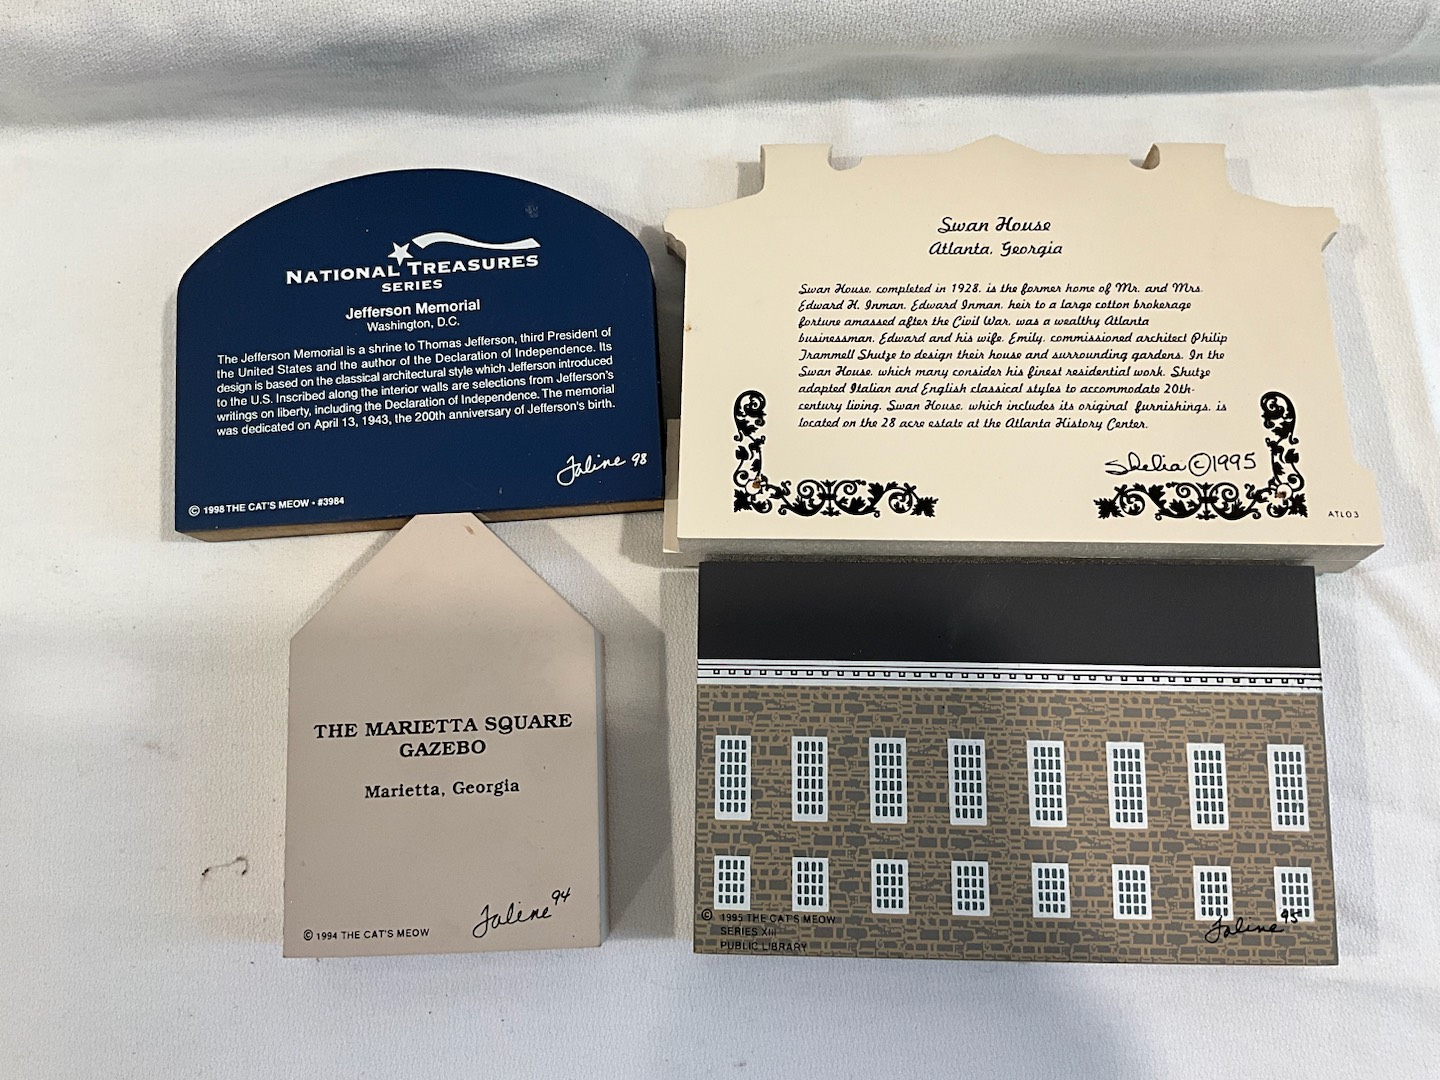 NATIONAL TREASURES
SERIES
Jefferson Memorial
Washington, D.C.
The Jefferson Memorial is a shrine to Thomas Jefferson, third President of
the United States and the author of the Declaration of Independence. Its
design is based on the classical architectural style which Jefferson introduced
to the U.S. Inscribed along the interior walls are selections from Jefferson's
writings on liberty, including the Declaration of Independence. The memorial
was dedicated on April 13, 1943, the 200th anniversary of Jefferson's birth.
Faline 98
© 1998 THE CAT'S MEOW • #3984
Swan House
Atlanta, Georgia
Swan House, completed in 1928, is the former home of Mr. and Mrs.
Edward H. Inman. Edward Inman, heir to a large cotton brokerage
fortune amassed after the Civil War, was a wealthy Atlanta
businessman. Edward and his wife, Emily, commissioned architect Philip
Trammell Shutze to design their house and surrounding gardens. In the
Swan House, which many consider his finest residential work, Shutze
adapted Italian and English classical styles to accommodate 20th-
century living. Swan House, which includes its original furnishings, is
located on the 28 acre estate at the Atlanta History Center.
Shelia ©1995
ATL03
THE MARIETTA SQUARE
GAZEBO
Marietta, Georgia
Faline 94
© 1994 THE CAT'S MEOW
© 1995 THE CAT'S MEOW
SERIES XIII
PUBLIC LIBRARY
Faline 95